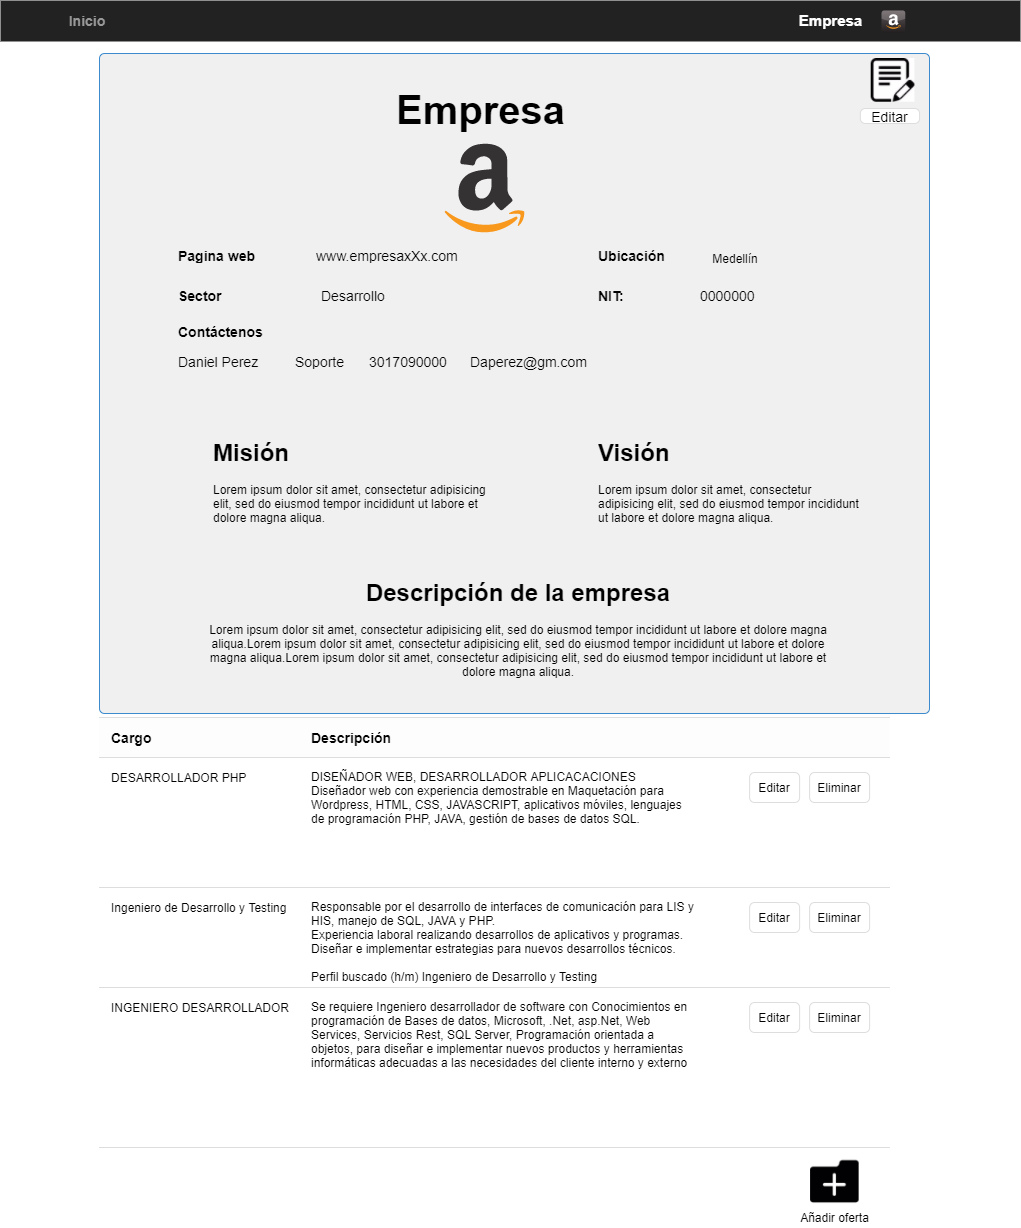 Inicio
Empresa
a
Editar
Empresa
a
Pagina web
www.empresaxXx.com
Ubicación
Medellín
Sector
Desarrollo
NIT:
0000000
Contáctenos
Daniel Perez
Soporte
3017090000
Daperez@gm.com
Misión
Lorem ipsum dolor sit amet, consectetur adipisicing
elit, sed do eiusmod tempor incididunt ut labore et
dolore magna aliqua.
Visión
Lorem ipsum dolor sit amet, consectetur
adipisicing elit, sed do eiusmod tempor incididunt
ut labore et dolore magna aliqua.
Descripción de la empresa
Lorem ipsum dolor sit amet, consectetur adipisicing elit, sed do eiusmod tempor incididunt ut labore et dolore magna
aliqua.Lorem ipsum dolor sit amet, consectetur adipisicing elit, sed do eiusmod tempor incididunt ut labore et dolore
magna aliqua.Lorem ipsum dolor sit amet, consectetur adipisicing elit, sed do eiusmod tempor incididunt ut labore et
dolore magna aliqua.
Cargo
Descripción
DESARROLLADOR PHP
DISEÑADOR WEB, DESARROLLADOR APLICACACIONES
Diseñador web con experiencia demostrable en Maquetación para
Wordpress, HTML, CSS, JAVASCRIPT, aplicativos móviles, lenguajes
de programación PHP, JAVA, gestión de bases de datos SQL.
Editar
Eliminar
Ingeniero de Desarrollo y Testing
Responsable por el desarrollo de interfaces de comunicación para LIS y
HIS, manejo de SQL, JAVA y PHP.
Experiencia laboral realizando desarrollos de aplicativos y programas.
Diseñar e implementar estrategias para nuevos desarrollos técnicos.
Perfil buscado (h/m) Ingeniero de Desarrollo y Testing
Editar
Eliminar
INGENIERO DESARROLLADOR
Se requiere Ingeniero desarrollador de software con Conocimientos en
programación de Bases de datos, Microsoft, .Net, asp.Net, Web
Services, Servicios Rest, SQL Server, Programación orientada a
objetos, para diseñar e implementar nuevos productos y herramientas
informáticas adecuadas a las necesidades del cliente interno y externo
Editar
Eliminar
Añadir oferta